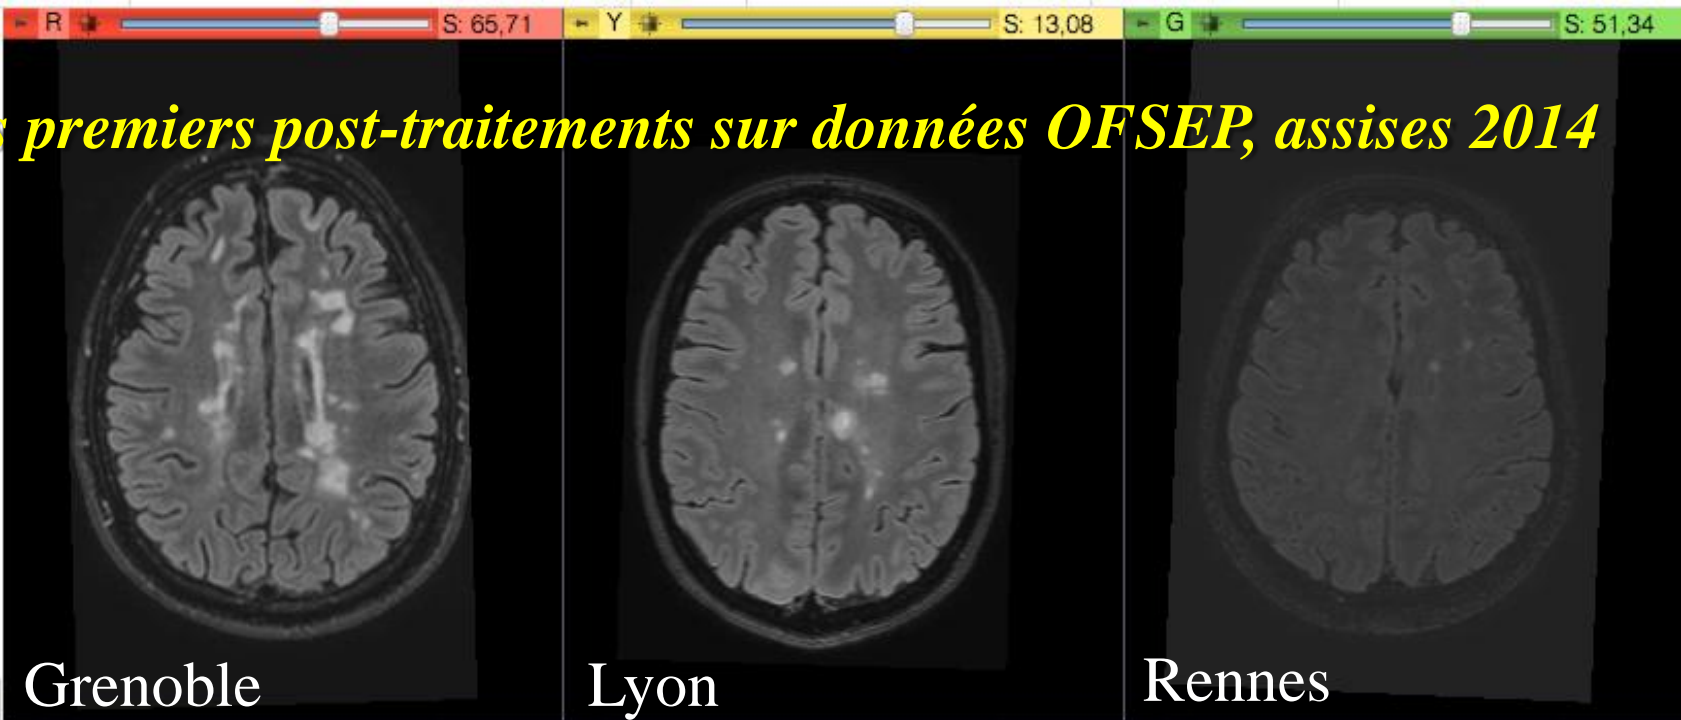 R S: 65,71 Y S: 13,08 G S: 51,34
premiers post-traitements sur données OFSEP, assises 2014
Grenoble Lyon Rennes